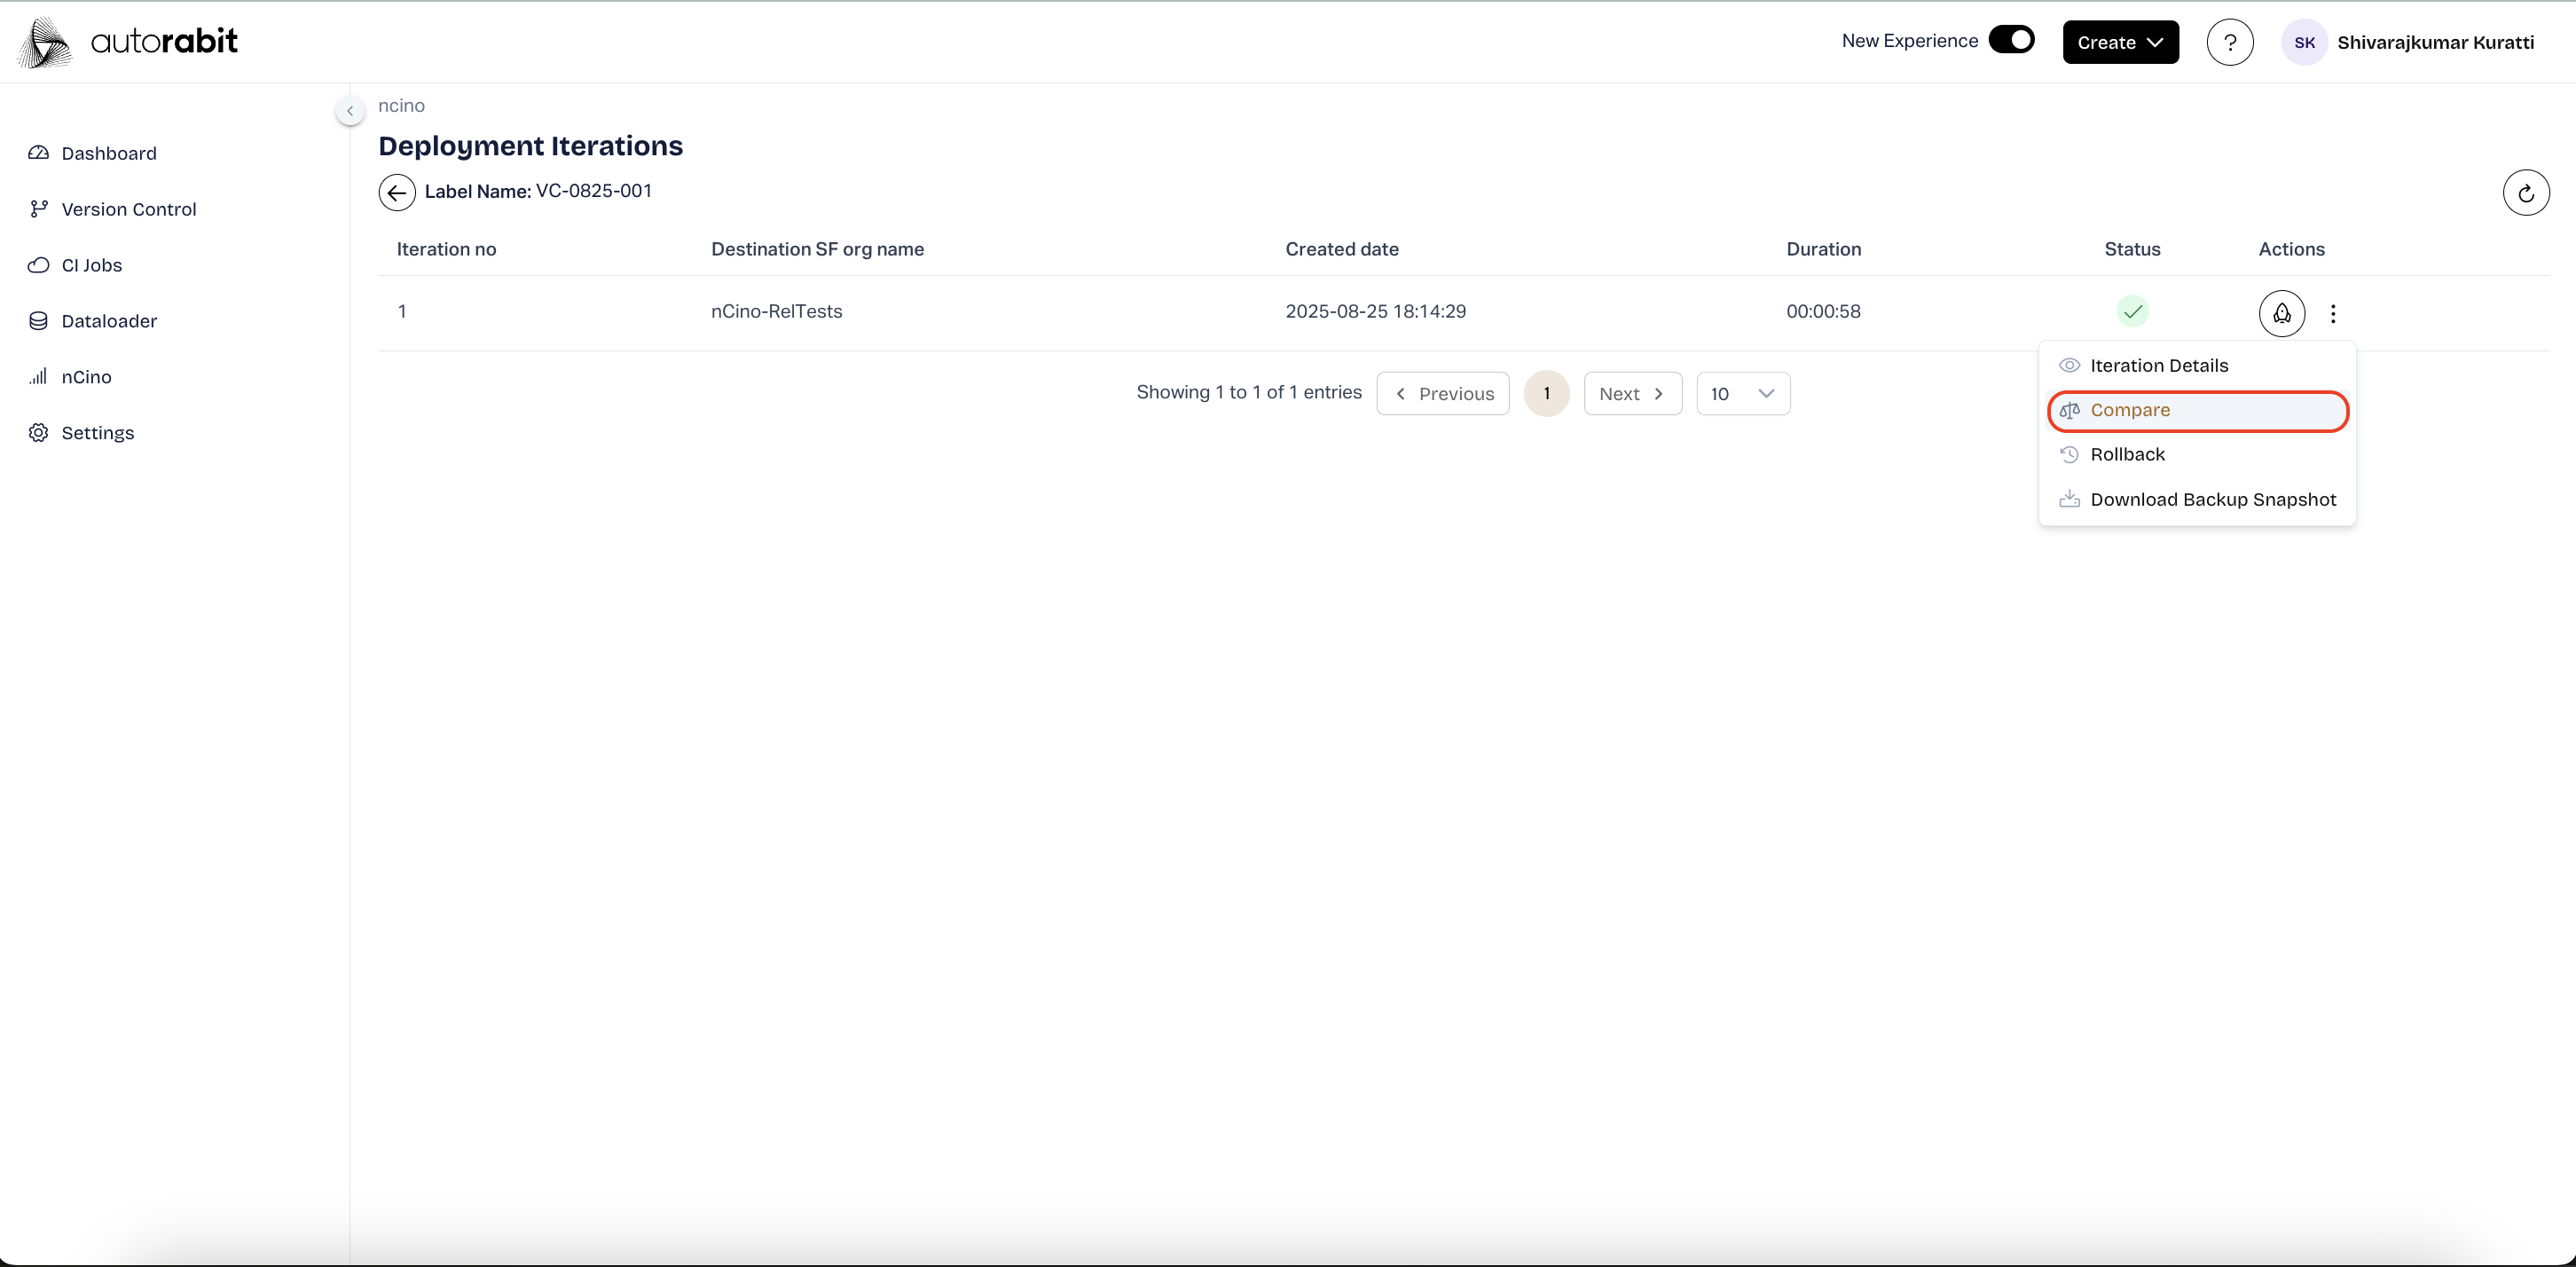 autorabit
New Experience
Create
?
SK
Shivarajkumar Kuratti
Dashboard
Version Control
CI Jobs
Dataloader
nCino
Settings
ncino
Deployment Iterations
Label Name: VC-0825-001
Iteration no Destination SF org name Created date Duration Status Actions
1 nCino-RelTests 2025-08-25 18:14:29 00:00:58
Showing 1 to 1 of 1 entries Previous 1 Next 10
Iteration Details
Compare
Rollback
Download Backup Snapshot